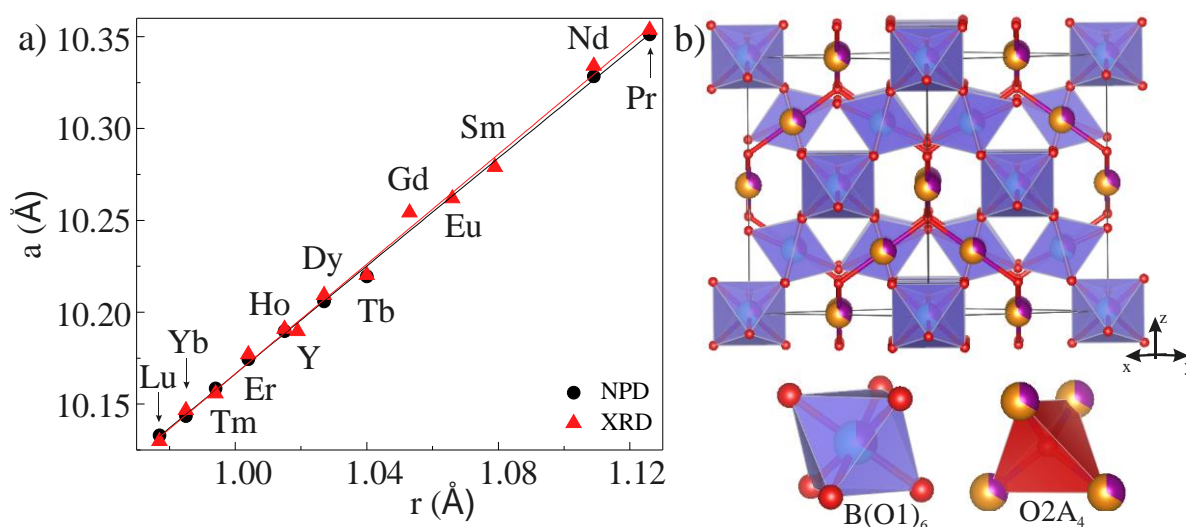 a)
10.35
10.30
10.25
10.20
10.15
a (Å)
Nd
Pr
Sm
Gd
Eu
Dy
Tb
Ho
Y
Yb
Er
Lu
Tm
NPD
XRD
1.00
1.04
1.08
1.12
r (Å)
b)
z
x
y
B(O1)₆
O2A₄